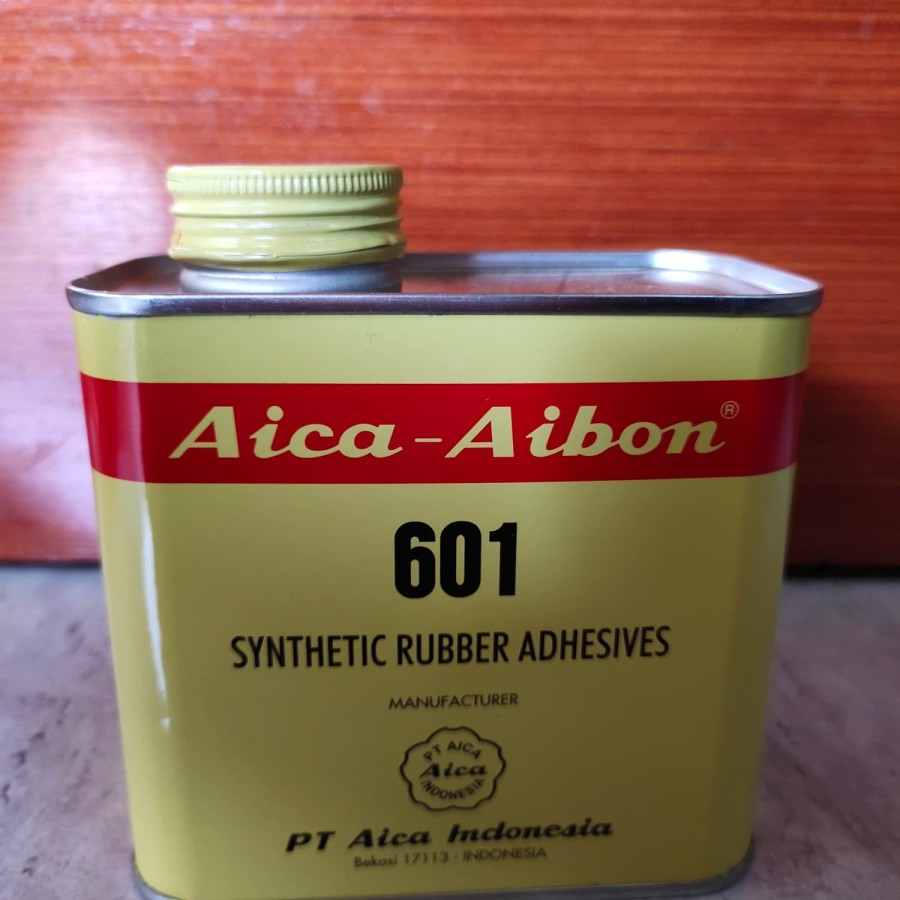 Aica-Aibon®
601
SYNTHETIC RUBBER ADHESIVES
MANUFACTURER
PT AICA
Aica
INDONESIA
PT Aica Indonesia
Bekasi 17113 - INDONESIA